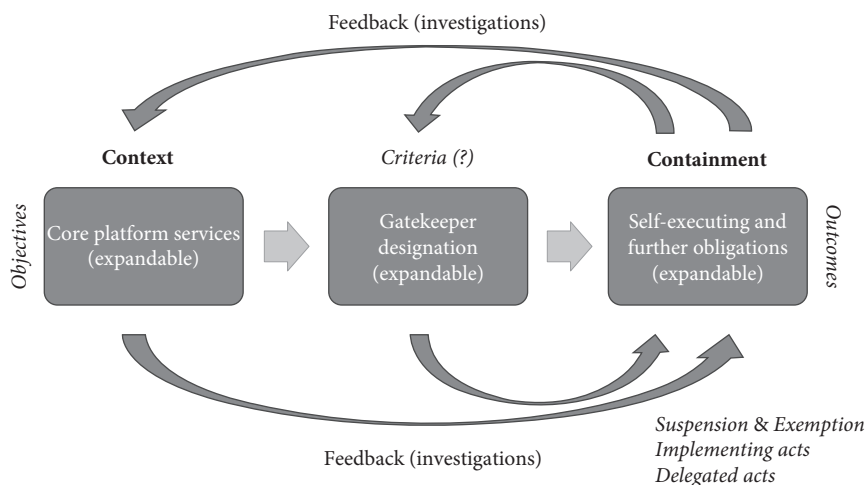 Feedback (investigations)
Context
Criteria (?)
Containment
Objectives
Core platform services
(expandable)
Gatekeeper
designation
(expandable)
Self-executing and
further obligations
(expandable)
Outcomes
Feedback (investigations)
Suspension & Exemption
Implementing acts
Delegated acts